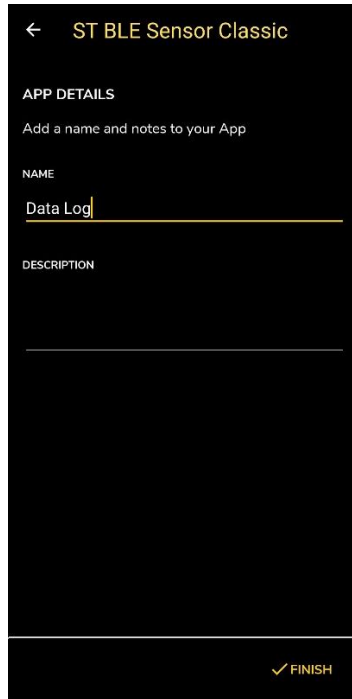 ST BLE Sensor Classic
APP DETAILS
Add a name and notes to your App
NAME
Data Log
DESCRIPTION
FINISH